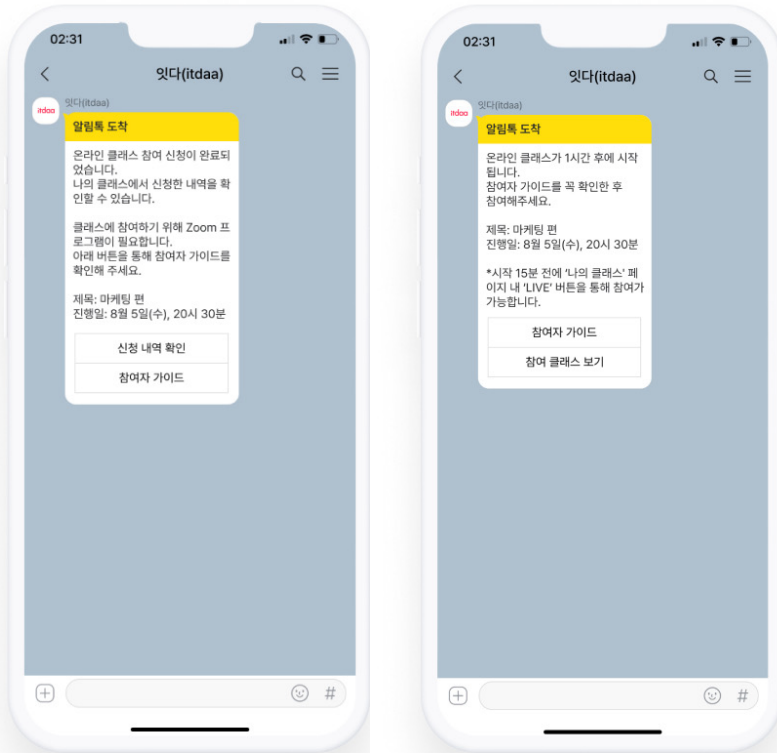 02:31
잇다(itdaa)
itdaa
잇다(itdaa)
알림톡 도착
온라인 클래스 참여 신청이 완료되
었습니다.
나의 클래스에서 신청한 내역을 확
인할 수 있습니다.
클래스에 참여하기 위해 Zoom 프
로그램이 필요합니다.
아래 버튼을 통해 참여자 가이드를
확인해 주세요.
제목: 마케팅 편
진행일: 8월 5일(수), 20시 30분
신청 내역 확인
참여자 가이드
#
02:31
잇다(itdaa)
itdaa
잇다(itdaa)
알림톡 도착
온라인 클래스가 1시간 후에 시작
됩니다.
참여자 가이드를 꼭 확인한 후
참여해주세요.
제목: 마케팅 편
진행일: 8월 5일(수), 20시 30분
*시작 15분 전에 '나의 클래스' 페
이지 내 'LIVE' 버튼을 통해 참여가
가능합니다.
참여자 가이드
참여 클래스 보기
#